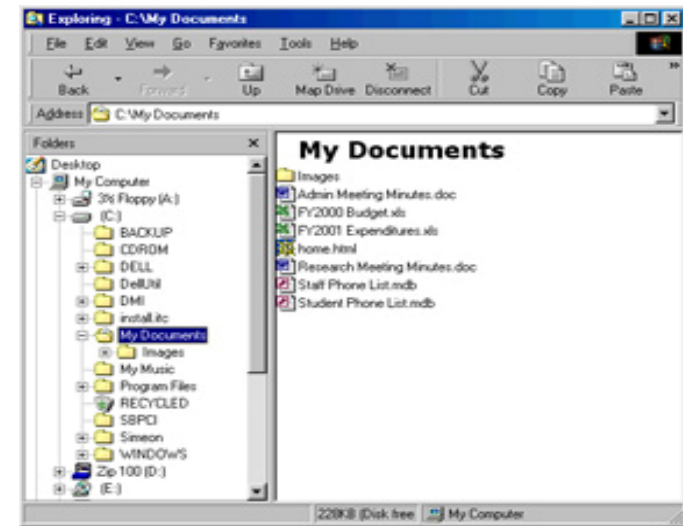 Exploring - C:\My Documents
File Edit View Go Favorites Tools Help
Back Forward Up Map Drive Disconnect Cut Copy Paste »
Address C:\My Documents
Folders ×
Desktop
My Computer
3½ Floppy (A:)
(C:)
BACKUP
CDROM
DELL
DellUtil
DMI
install.itc
My Documents
Images
My Music
Program Files
RECYCLED
SBPCI
Simeon
WINDOWS
Zip 100 (D:)
(E:)
My Documents
Images
Admin Meeting Minutes.doc
FY2000 Budget.xls
FY2001 Expenditures.xls
home.html
Research Meeting Minutes.doc
Staff Phone List.mdb
Student Phone List.mdb
228KB (Disk free My Computer